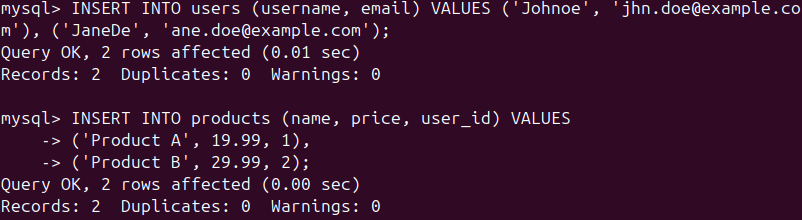 mysql> INSERT INTO users (username, email) VALUES ('Johnoe', 'jhn.doe@example.co
m'), ('JaneDe', 'ane.doe@example.com');
Query OK, 2 rows affected (0.01 sec)
Records: 2  Duplicates: 0  Warnings: 0

mysql> INSERT INTO products (name, price, user_id) VALUES
    -> ('Product A', 19.99, 1),
    -> ('Product B', 29.99, 2);
Query OK, 2 rows affected (0.00 sec)
Records: 2  Duplicates: 0  Warnings: 0